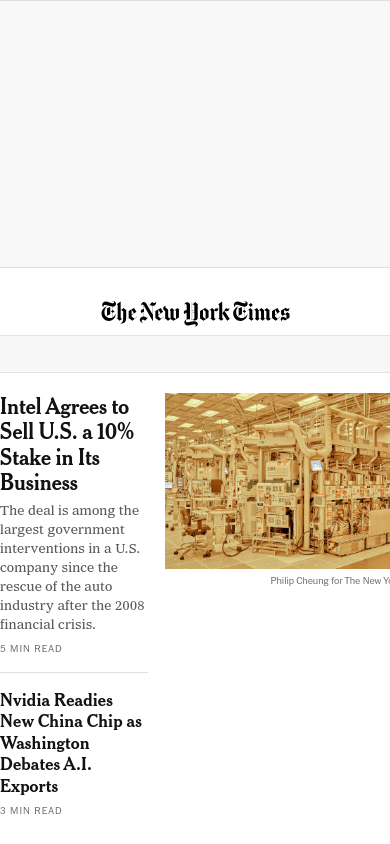 The New York Times
Intel Agrees to
Sell U.S. a 10%
Stake in Its
Business
The deal is among the
largest government
interventions in a U.S.
company since the
rescue of the auto
industry after the 2008
financial crisis.
5 MIN READ
Philip Cheung for The New Yo
Nvidia Readies
New China Chip as
Washington
Debates A.I.
Exports
3 MIN READ